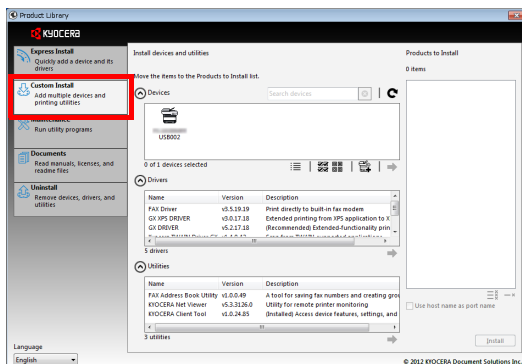 Product Library
KYOCERA
Express Install
Quickly add a device and its
drivers
Custom Install
Add multiple devices and
printing utilities
Maintenance
Run utility programs
Documents
Read manuals, licenses, and
readme files
Uninstall
Remove devices, drivers, and
utilities
Language
English
Install devices and utilities
Move the items to the Products to Install list.
Devices
Search devices
USB002
0 of 1 devices selected
Drivers
Name Version Description
FAX Driver v3.5.19.19 Print directly to built-in fax modem
GX XPS DRIVER v3.0.17.18 Extended printing from XPS application to X
GX DRIVER v5.2.17.18 (Recommended) Extended-functionality prin
5 drivers
Utilities
Name Version Description
FAX Address Book Utility v1.0.0.49 A tool for saving fax numbers and creating grou
KYOCERA Net Viewer v5.3.3126.0 Utility for remote printer monitoring
KYOCERA Client Tool v1.0.24.85 (Installed) Access device features, settings, and
3 utilities
Products to Install
0 items
Use host name as port name
Install
© 2012 KYOCERA Document Solutions Inc.